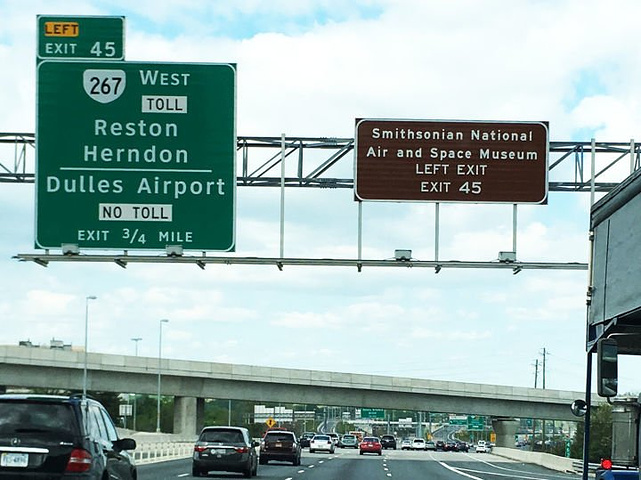 LEFT
EXIT 45
267 WEST
TOLL
Reston
Herndon
Dulles Airport
NO TOLL
EXIT 3/4 MILE
Smithsonian National
Air and Space Museum
LEFT EXIT
EXIT 45